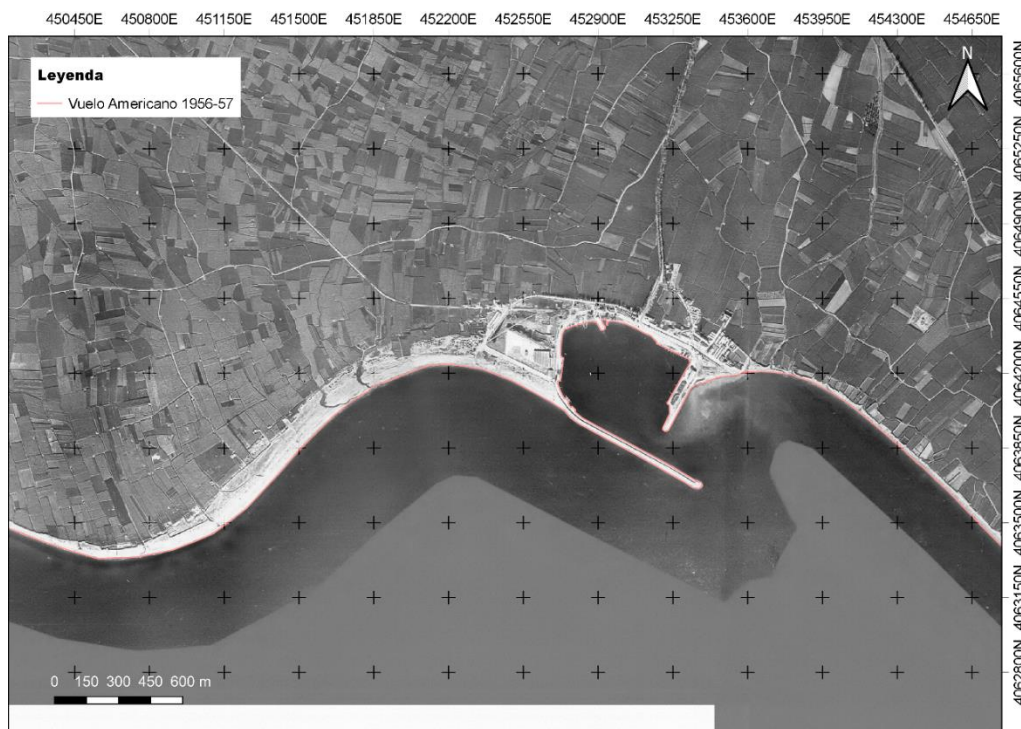 450450E 450800E 451150E 451500E 451850E 452200E 452550E 452900E 453250E 453600E 453950E 454300E 454650E
Leyenda
Vuelo Americano 1956-57
N
4065600N
4065250N
4064900N
4064550N
4064200N
4063850N
4063500N
4063150N
4062800N
0 150 300 450 600 m